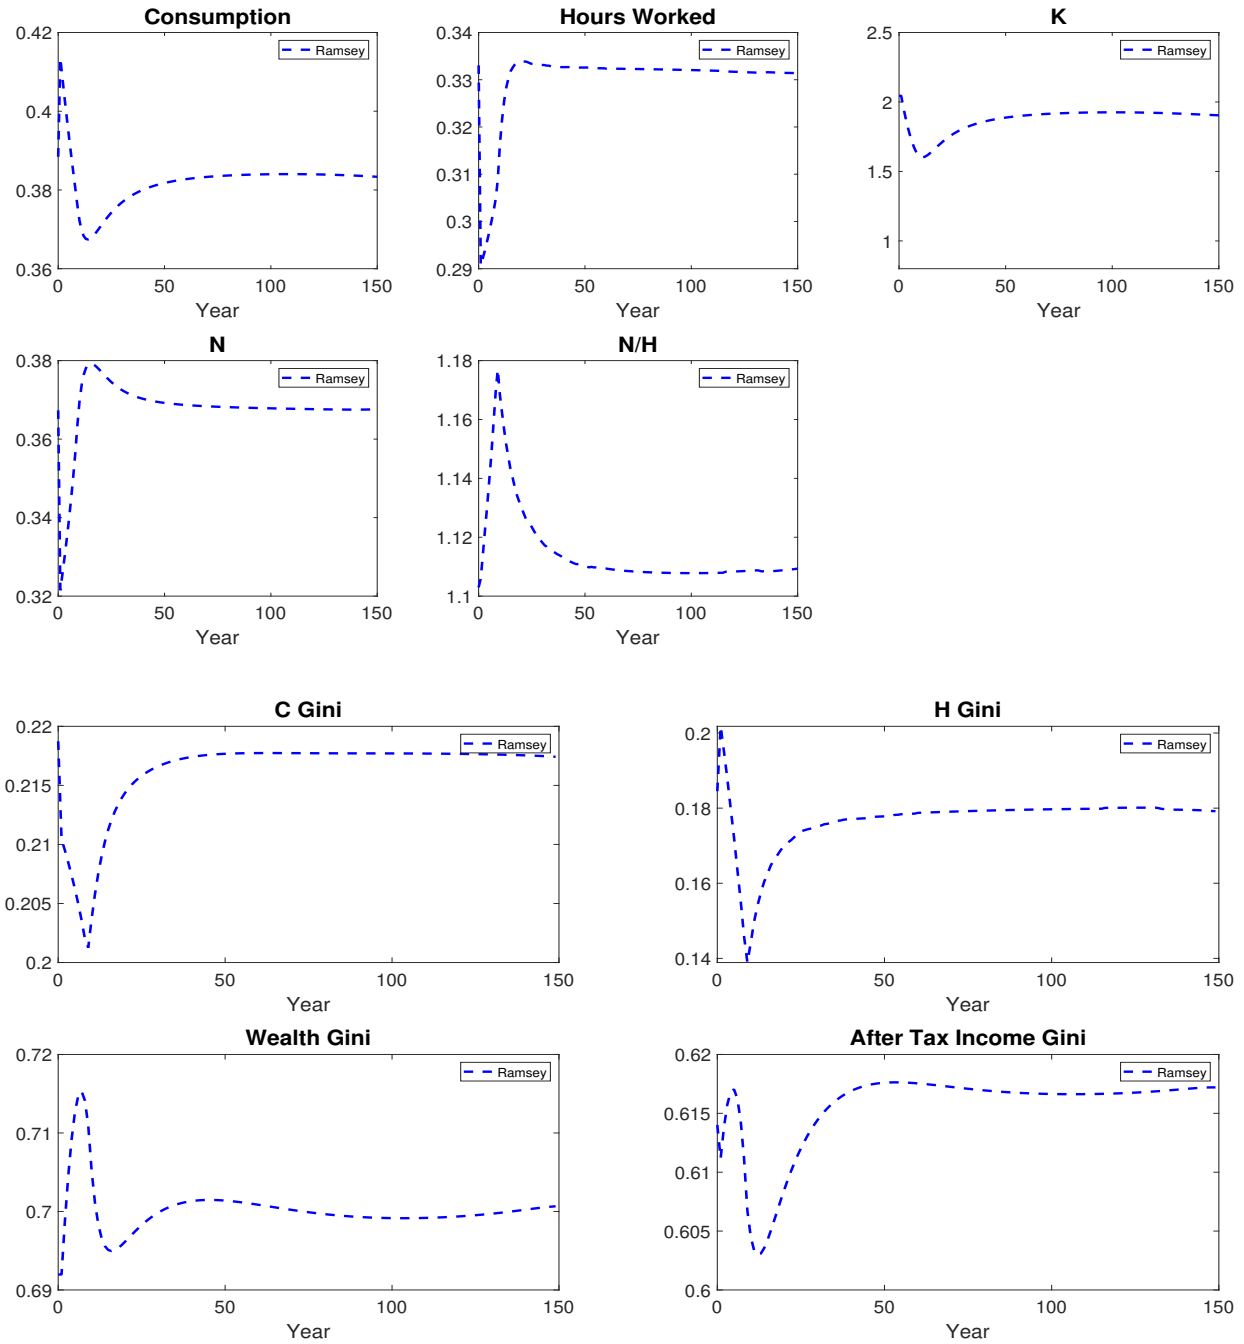 Consumption
0.42
0.4
0.38
0.36
0
50
100
150
Ramsey
Year
Hours Worked
0.34
0.33
0.32
0.31
0.3
0.29
0
50
100
150
Ramsey
Year
K
2.5
2
1.5
1
0
50
100
150
Ramsey
Year
N
0.38
0.36
0.34
0.32
0
50
100
150
Ramsey
Year
N/H
1.18
1.16
1.14
1.12
1.1
0
50
100
150
Ramsey
Year
C Gini
0.22
0.215
0.21
0.205
0.2
0
50
100
150
Ramsey
Year
H Gini
0.2
0.18
0.16
0.14
0
50
100
150
Ramsey
Year
Wealth Gini
0.72
0.71
0.7
0.69
0
50
100
150
Ramsey
Year
After Tax Income Gini
0.62
0.615
0.61
0.605
0.6
0
50
100
150
Ramsey
Year